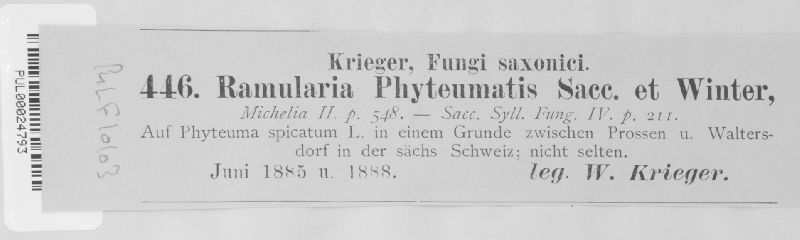 PUL00024793
PuLF10103
Krieger, Fungi saxonici.
446. Ramularia Phyteumatis Sacc. et Winter,
Michelia II. p. 548. — Sacc. Syll. Fung. IV. p. 211.
Auf Phyteuma spicatum L. in einem Grunde zwischen Prossen u. Walters-
dorf in der sächs Schweiz; nicht selten.
Juni 1885 u. 1888.
leg. W. Krieger.